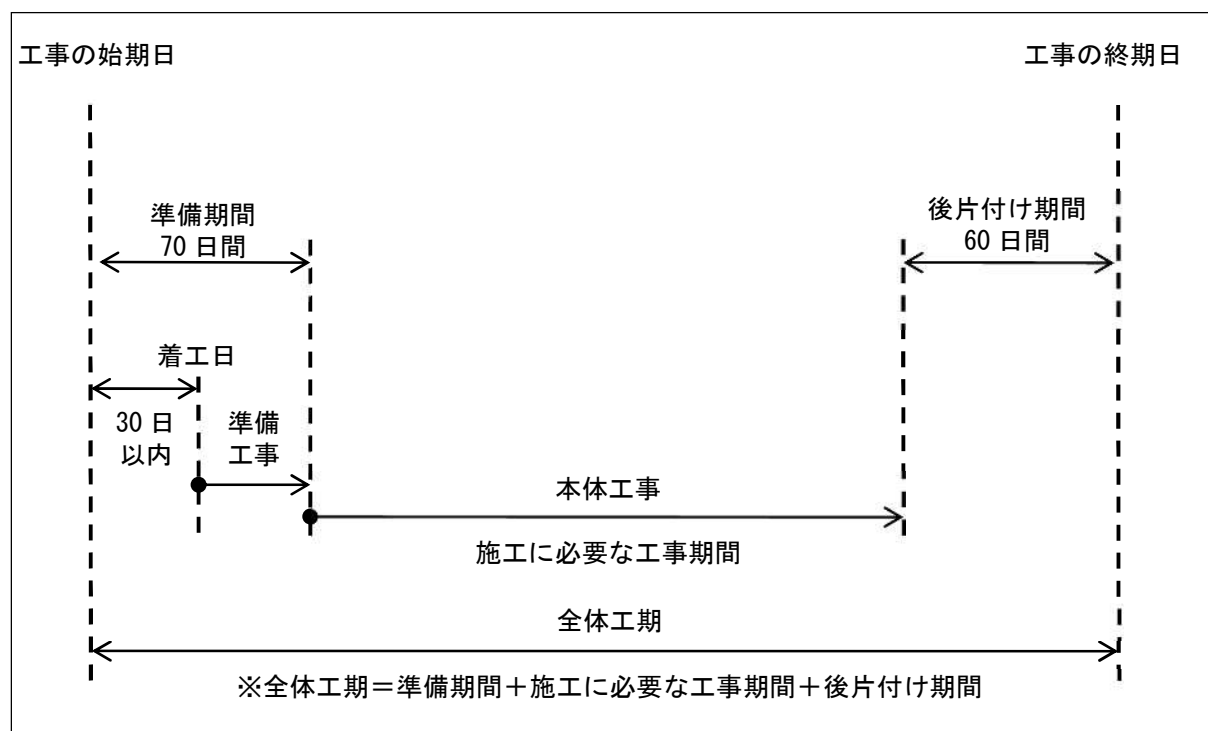 工事の始期日
工事の終期日
準備期間
70 日間
後片付け期間
60 日間
着工日
30 日
以内
準備
工事
本体工事
施工に必要な工事期間
全体工期
※全体工期＝準備期間＋施工に必要な工事期間＋後片付け期間